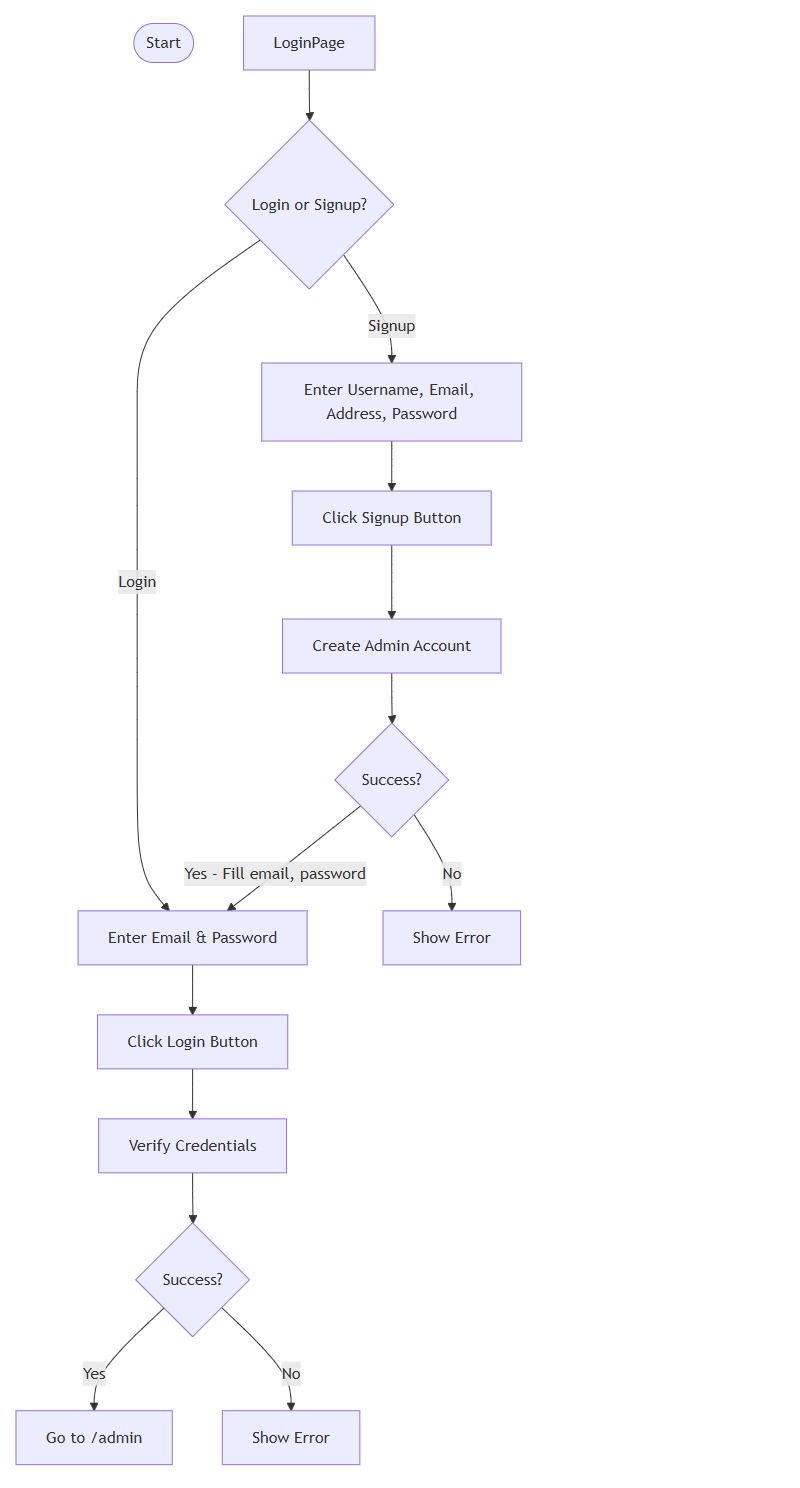 Start
LoginPage
Login or Signup?
Signup
Enter Username, Email,
Address, Password
Click Signup Button
Login
Create Admin Account
Success?
Yes - Fill email, password
No
Enter Email & Password
Show Error
Click Login Button
Verify Credentials
Success?
Yes
No
Go to /admin
Show Error